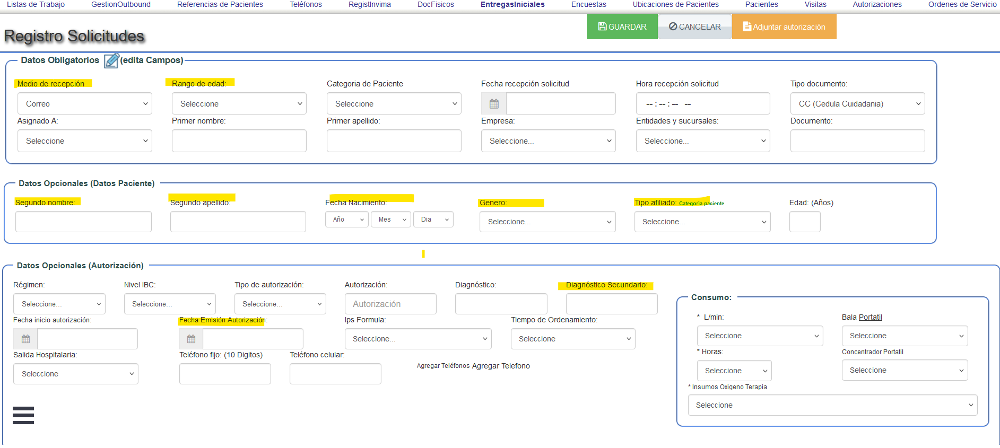 Listas de Trabajo GestionOutbound Referencias de Pacientes Teléfonos RegistInvima DocFisicos EntregasIniciales Encuestas Ubicaciones de Pacientes Pacientes Visitas Autorizaciones Ordenes de Servicio
GUARDAR CANCELAR Adjuntar autorización
Registro Solicitudes
Datos Obligatorios (edita Campos)
Medio de recepción Rango de edad: Categoria de Paciente Fecha recepción solicitud Hora recepción solicitud Tipo documento:
Correo Seleccione Seleccione -- : -- : -- -- CC (Cedula Cuidadania)
Asignado A: Primer nombre: Primer apellido: Empresa: Entidades y sucursales: Documento:
Seleccione Seleccione... Seleccione...
Datos Opcionales (Datos Paciente)
Segundo nombre: Segundo apellido: Fecha Nacimiento: Genero: Tipo afiliado: Categoría paciente Edad: (Años)
Año Mes Dia Seleccione... Seleccione...
Datos Opcionales (Autorización)
Régimen: Nivel IBC: Tipo de autorización: Autorización: Diagnóstico: Diagnóstico Secundario:
Seleccione... Seleccione... Seleccione... Autorización
Fecha inicio autorización: Fecha Emisión Autorización: Ips Formula: Tiempo de Ordenamiento:
Seleccione... Seleccione
Salida Hospitalaria: Teléfono fijo: (10 Digitos) Teléfono celular:
Seleccione Agregar Teléfonos Agregar Telefono
Consumo:
* L/min: Bala Portatil
Seleccione Seleccione
* Horas: Concentrador Portatil
Seleccione Seleccione
* Insumos Oxigeno Terapia
Seleccione